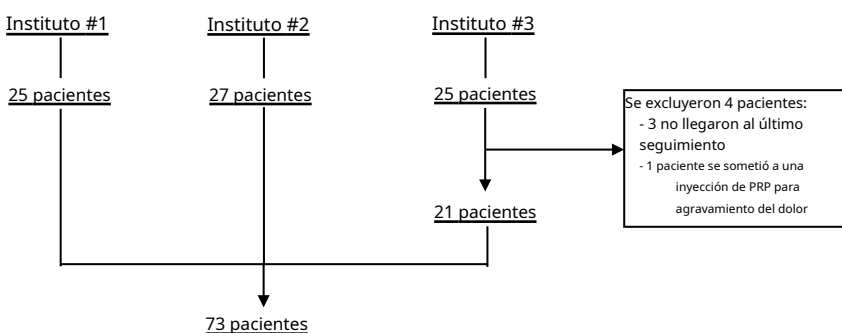 Instituto #1
Instituto #2
Instituto #3
25 pacientes
27 pacientes
25 pacientes
Se excluyeron 4 pacientes:
- 3 no llegaron al último
seguimiento
- 1 paciente se sometió a una
inyección de PRP para
agravamiento del dolor
21 pacientes
73 pacientes